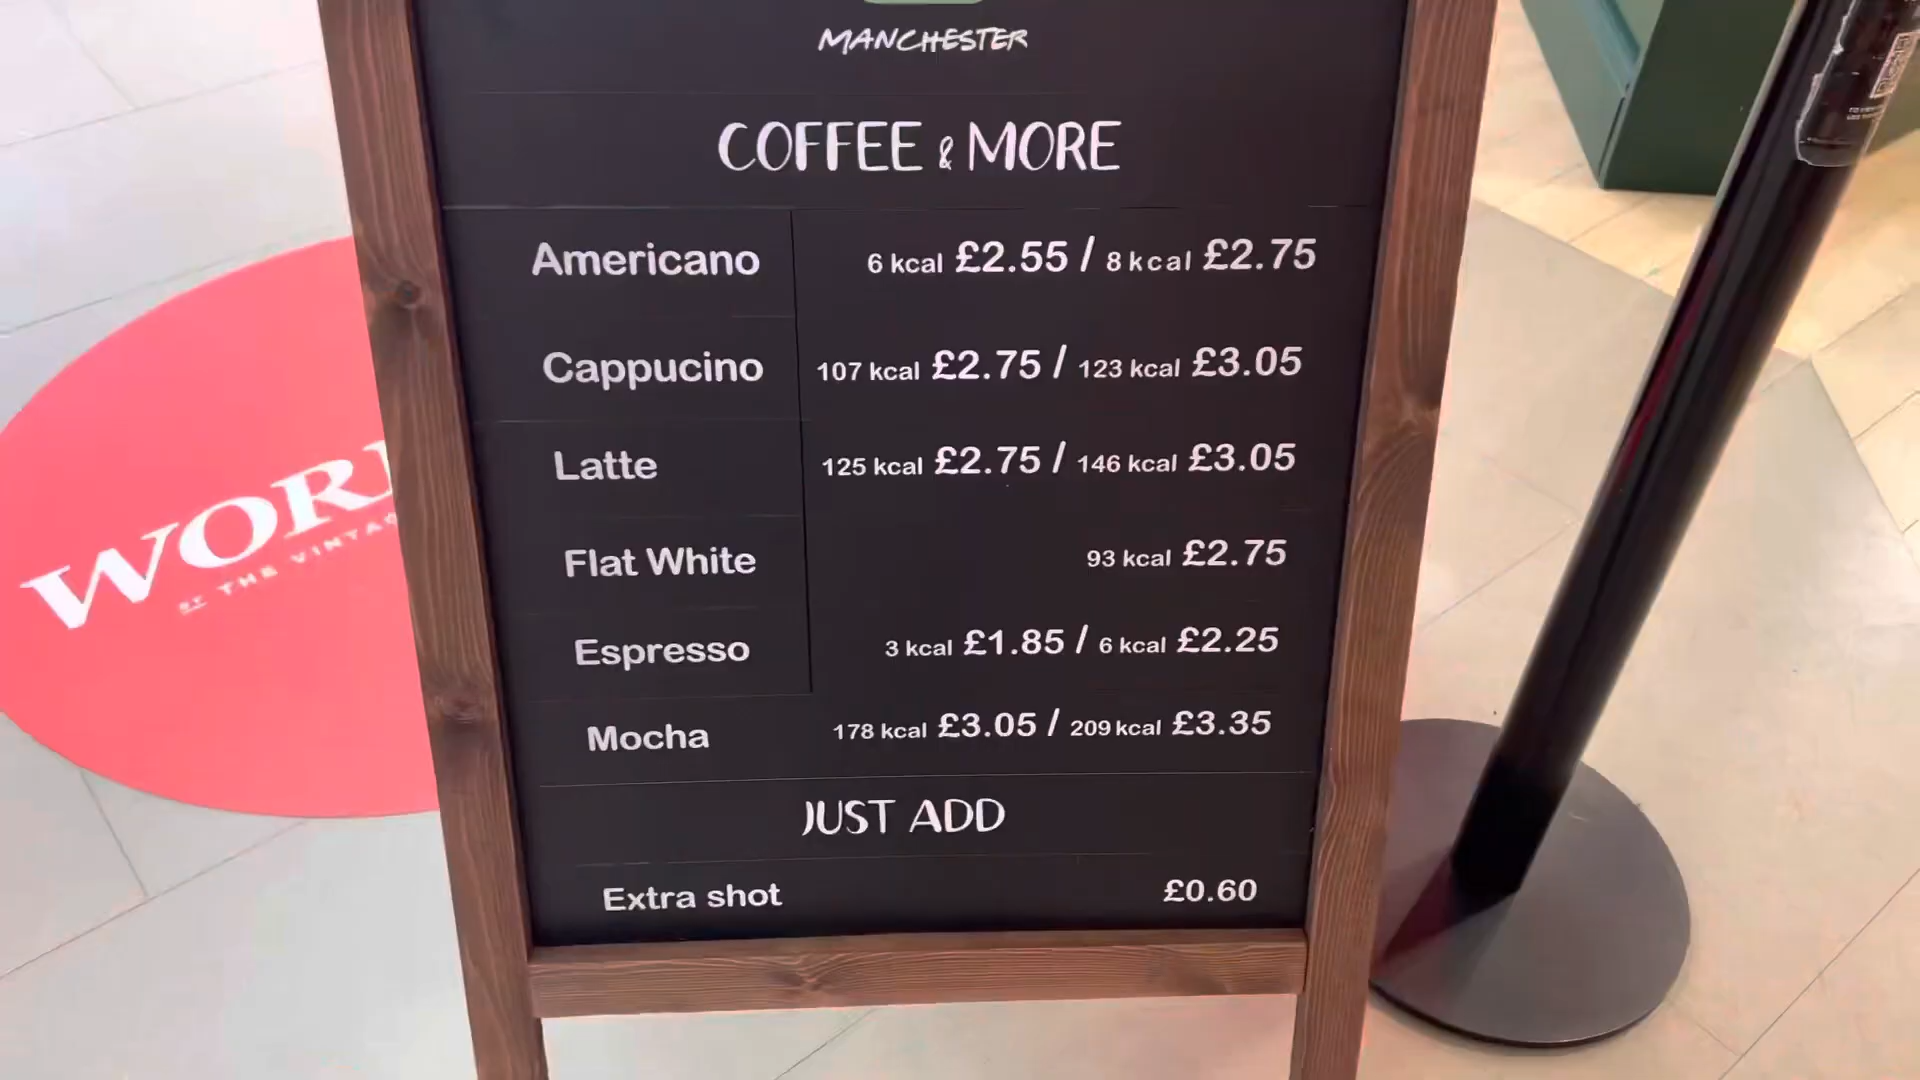 MANCHESTER
COFFEE & MORE
Americano 6 kcal £2.55 / 8 kcal £2.75
Cappucino 107 kcal £2.75 / 123 kcal £3.05
Latte 125 kcal £2.75 / 146 kcal £3.05
Flat White 93 kcal £2.75
Espresso 3 kcal £1.85 / 6 kcal £2.25
Mocha 178 kcal £3.05 / 209 kcal £3.35
JUST ADD
Extra shot £0.60
THE